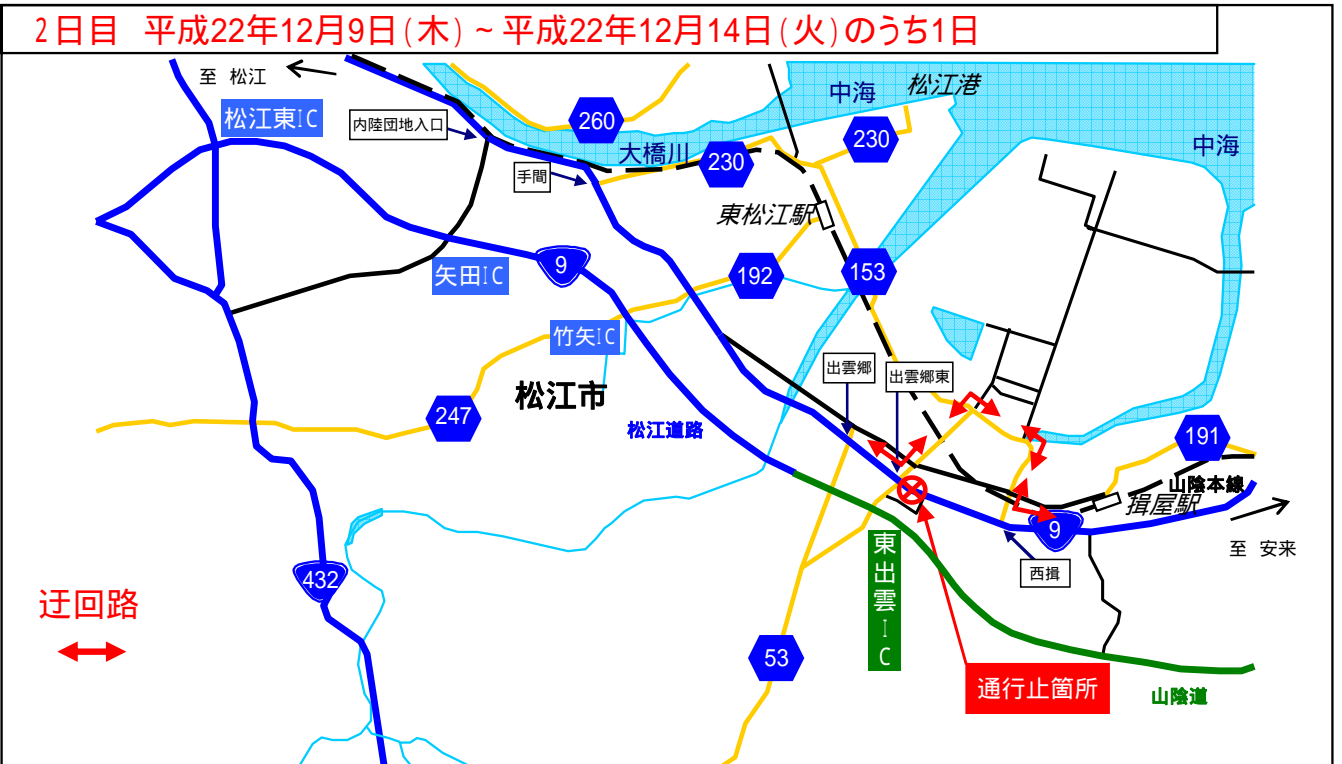 2日目 平成22年12月9日(木)~平成22年12月14日(火)のうち1日
至 松江
松江東IC
内陸団地入口
260
中海
松江港
230
中海
大橋川
230
手間
東松江駅
9
192
153
矢田IC
竹矢IC
出雲郷
出雲郷東
松江市
247
松江道路
191
山陰本線
揖屋駅
9
至 安来
西揖
東出雲IC
432
迂回路
53
通行止箇所
山陰道